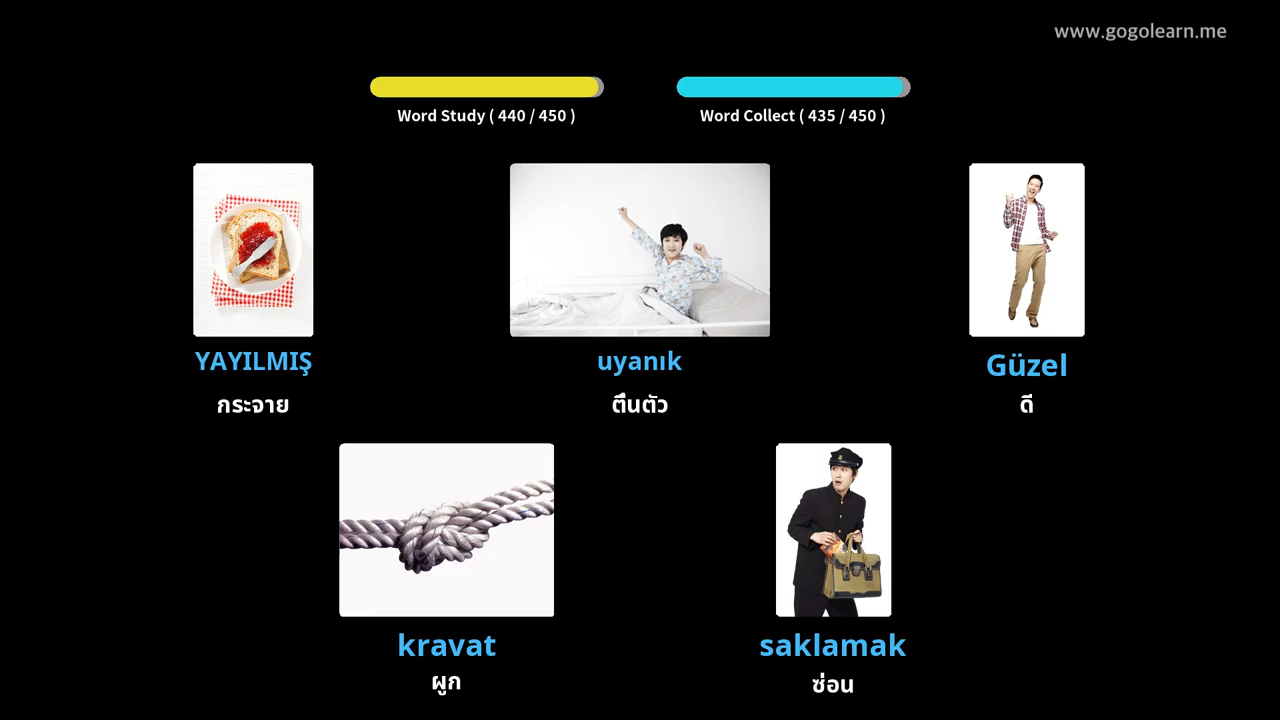 www.gogolearn.me
Word Study ( 440 / 450 )
Word Collect ( 435 / 450 )
YAYILMIŞ
uyanık
Güzel
กระจาย
ตื่นตัว
ดี
kravat
saklamak
ผูก
ซ่อน